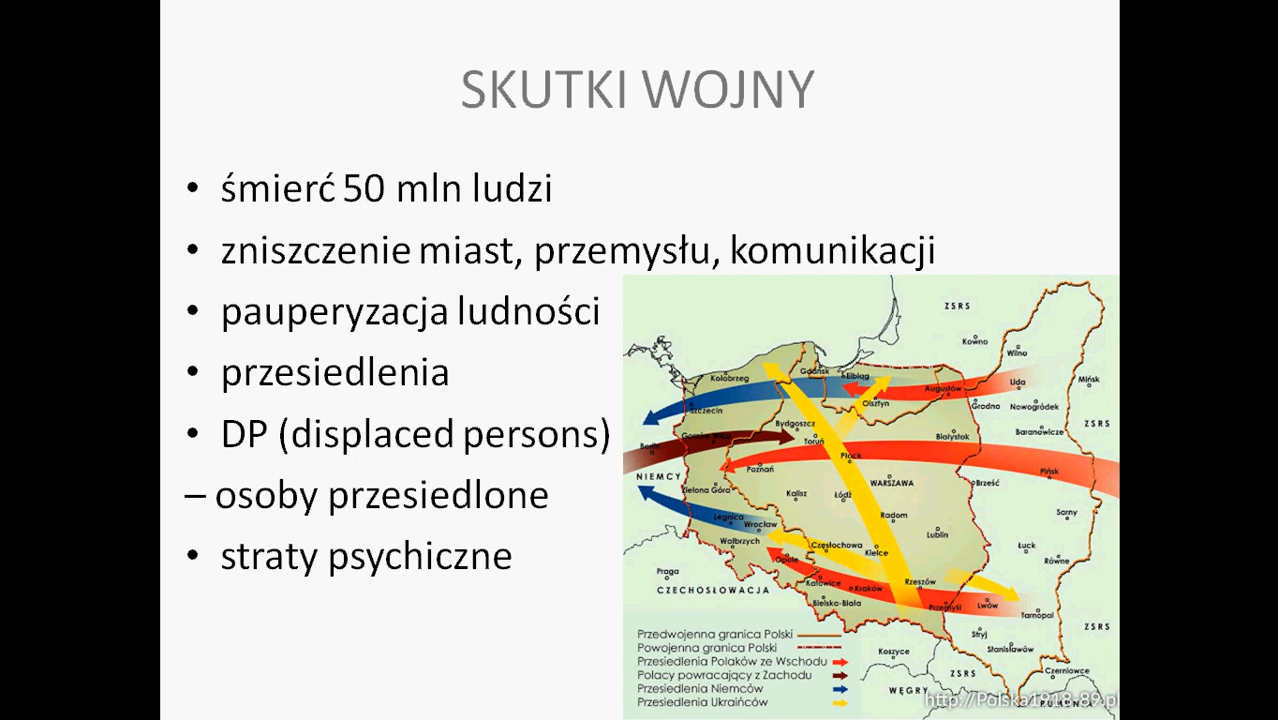 SKUTKI WOJNY
• śmierć 50 mln ludzi
• zniszczenie miast, przemysłu, komunikacji
• pauperyzacja ludności
• przesiedlenia
• DP (displaced persons)
– osoby przesiedlone
• straty psychiczne
ZSRS
Kowno
Wilno
Gdańsk
Elbląg
Kołobrzeg
Augustów
Lida
Mińsk
Szczecin
Olsztyn
Grodno
Nowogródek
ZSRS
Bydgoszcz
Toruń
Białystok
Baranowicze
Płock
Poznań
Pińsk
NIEMCY
Zielona Góra
Kalisz
Łódź
WARSZAWA
Brześć
Radom
Sarny
Legnica
Wrocław
Lublin
Wałbrzych
Częstochowa
Kielce
Łuck
Równe
Opole
Praga
Katowice
Kraków
Rzeszów
CZECHOSŁOWACJA
Bielsko-Biała
Przemyśl
Lwów
Tarnopol
ZSRS
Stryj
Stanisławów
Koszyce
Czerniowce
ZSRS
WĘGRY
RUMUNIA
Przedwojenna granica Polski
Powojenna granica Polski
Przesiedlenia Polaków ze Wschodu
Polacy powracający z Zachodu
Przesiedlenia Niemców
Przesiedlenia Ukraińców
http://Polska1918-89.pl